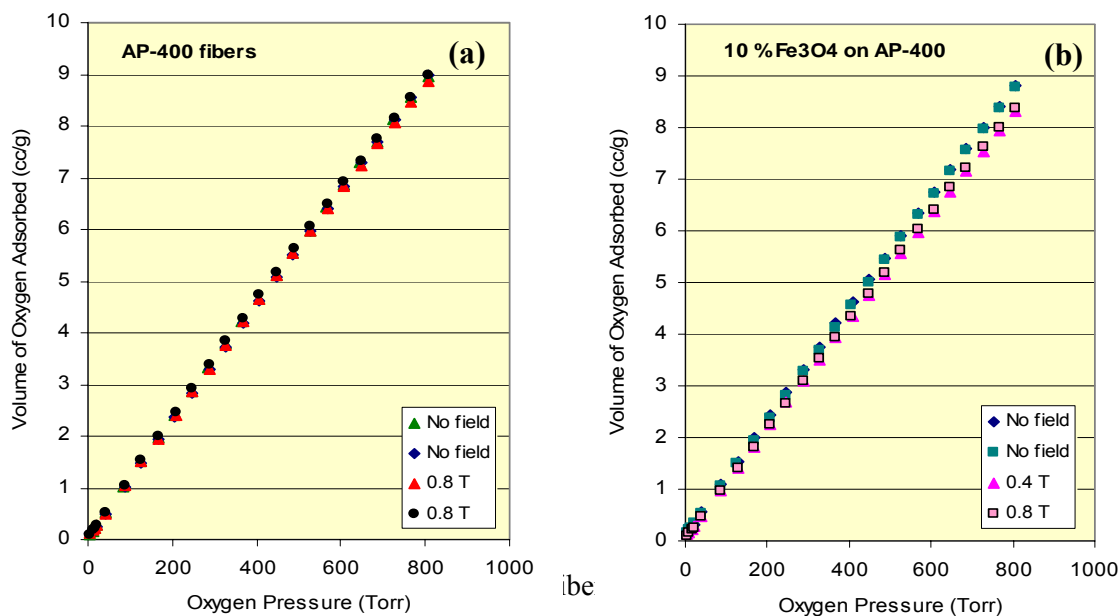 AP-400 fibers
(a)
Volume of Oxygen Adsorbed (cc/g)
10
9
8
7
6
5
4
3
2
1
0
No field
No field
0.8 T
0.8 T
0 200 400 600 800 1000
Oxygen Pressure (Torr)
10 %Fe3O4 on AP-400
(b)
Volume of Oxygen Adsorbed (cc/g)
10
9
8
7
6
5
4
3
2
1
0
No field
No field
0.4 T
0.8 T
0 200 400 600 800 1000
Oxygen Pressure (Torr)